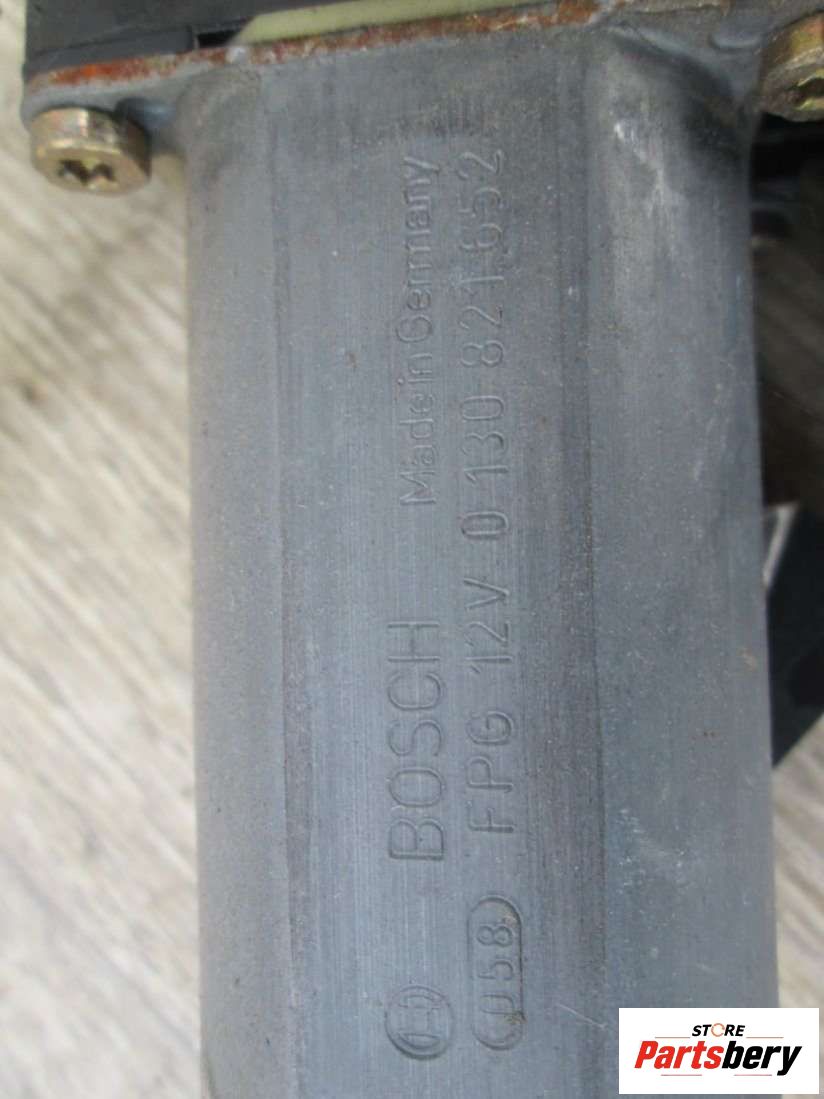 BOSCH Made in Germany
058 FPG 12V 0 130 821 652
STORE
Partsbery